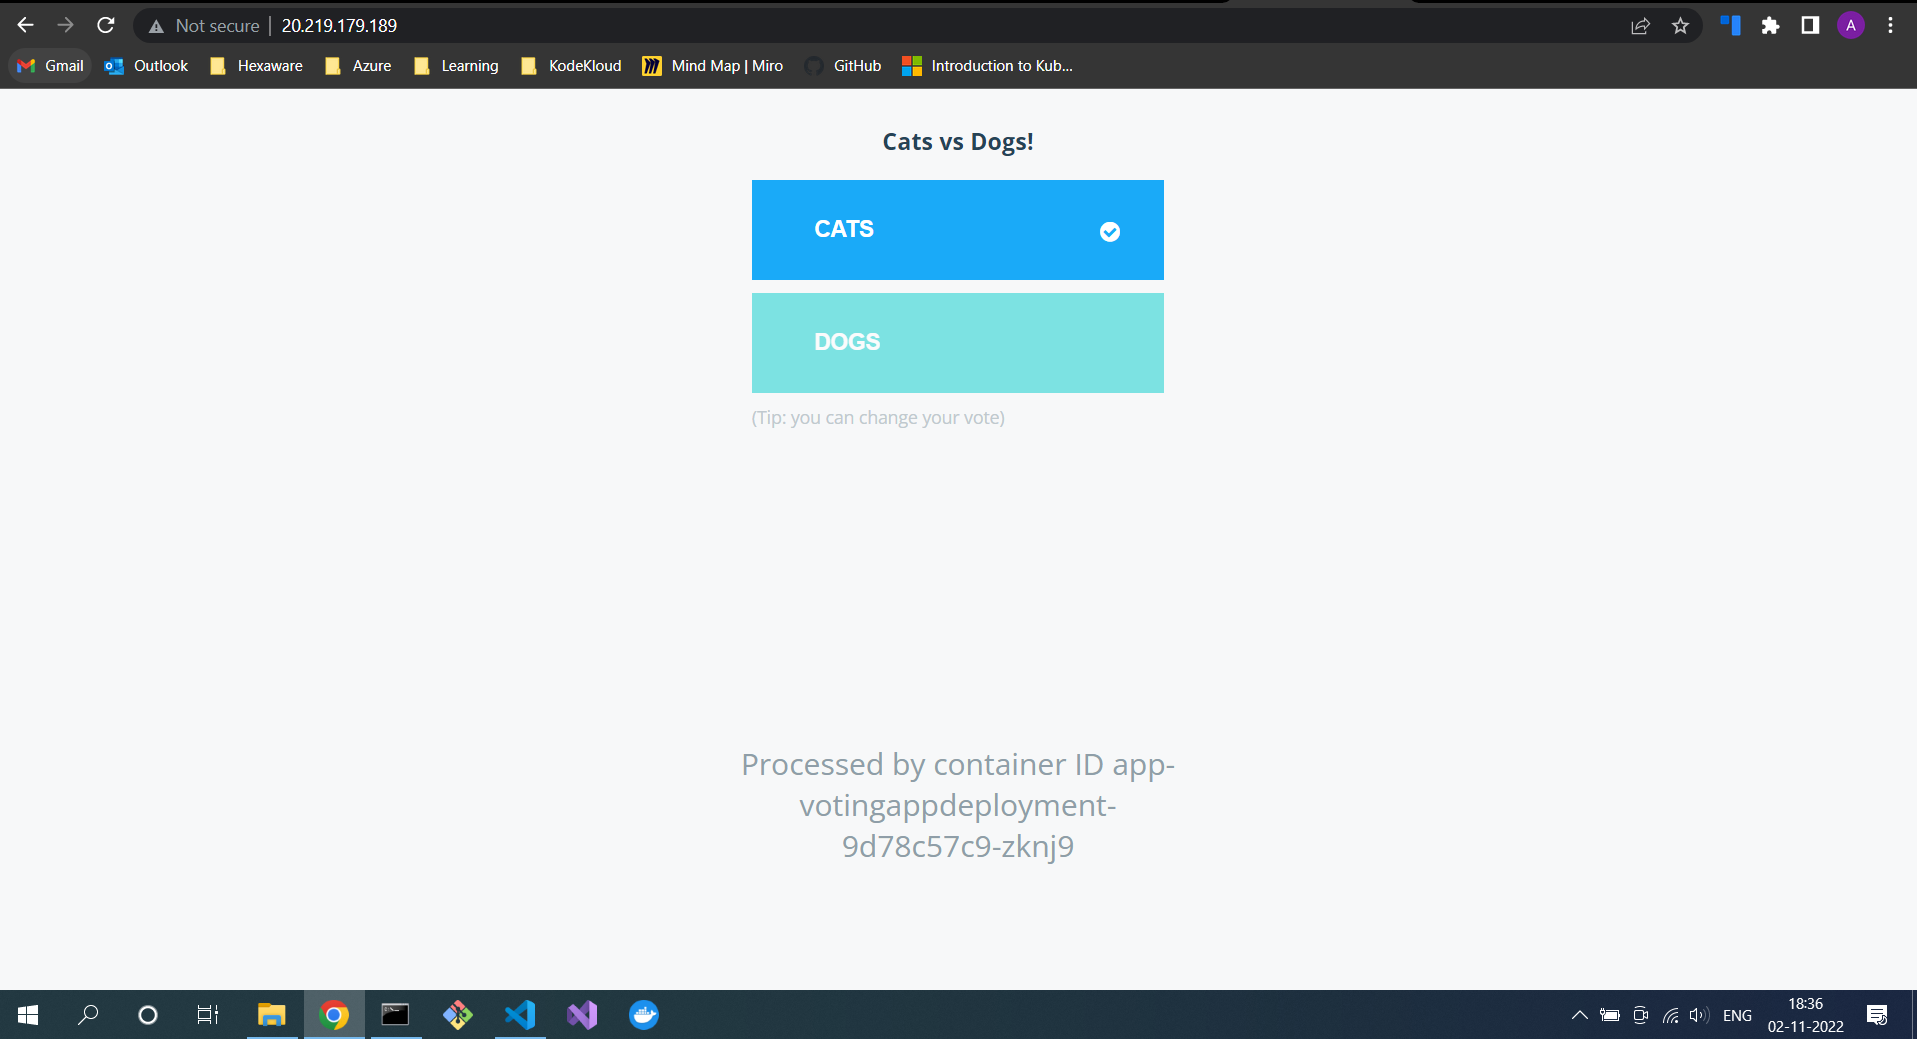 Not secure | 20.219.179.189
A
Gmail Outlook Hexaware Azure Learning KodeKloud Mind Map | Miro GitHub Introduction to Kub...
Cats vs Dogs!
CATS
DOGS
(Tip: you can change your vote)
Processed by container ID app-
votingappdeployment-
9d78c57c9-zknj9
ENG
18:36
02-11-2022